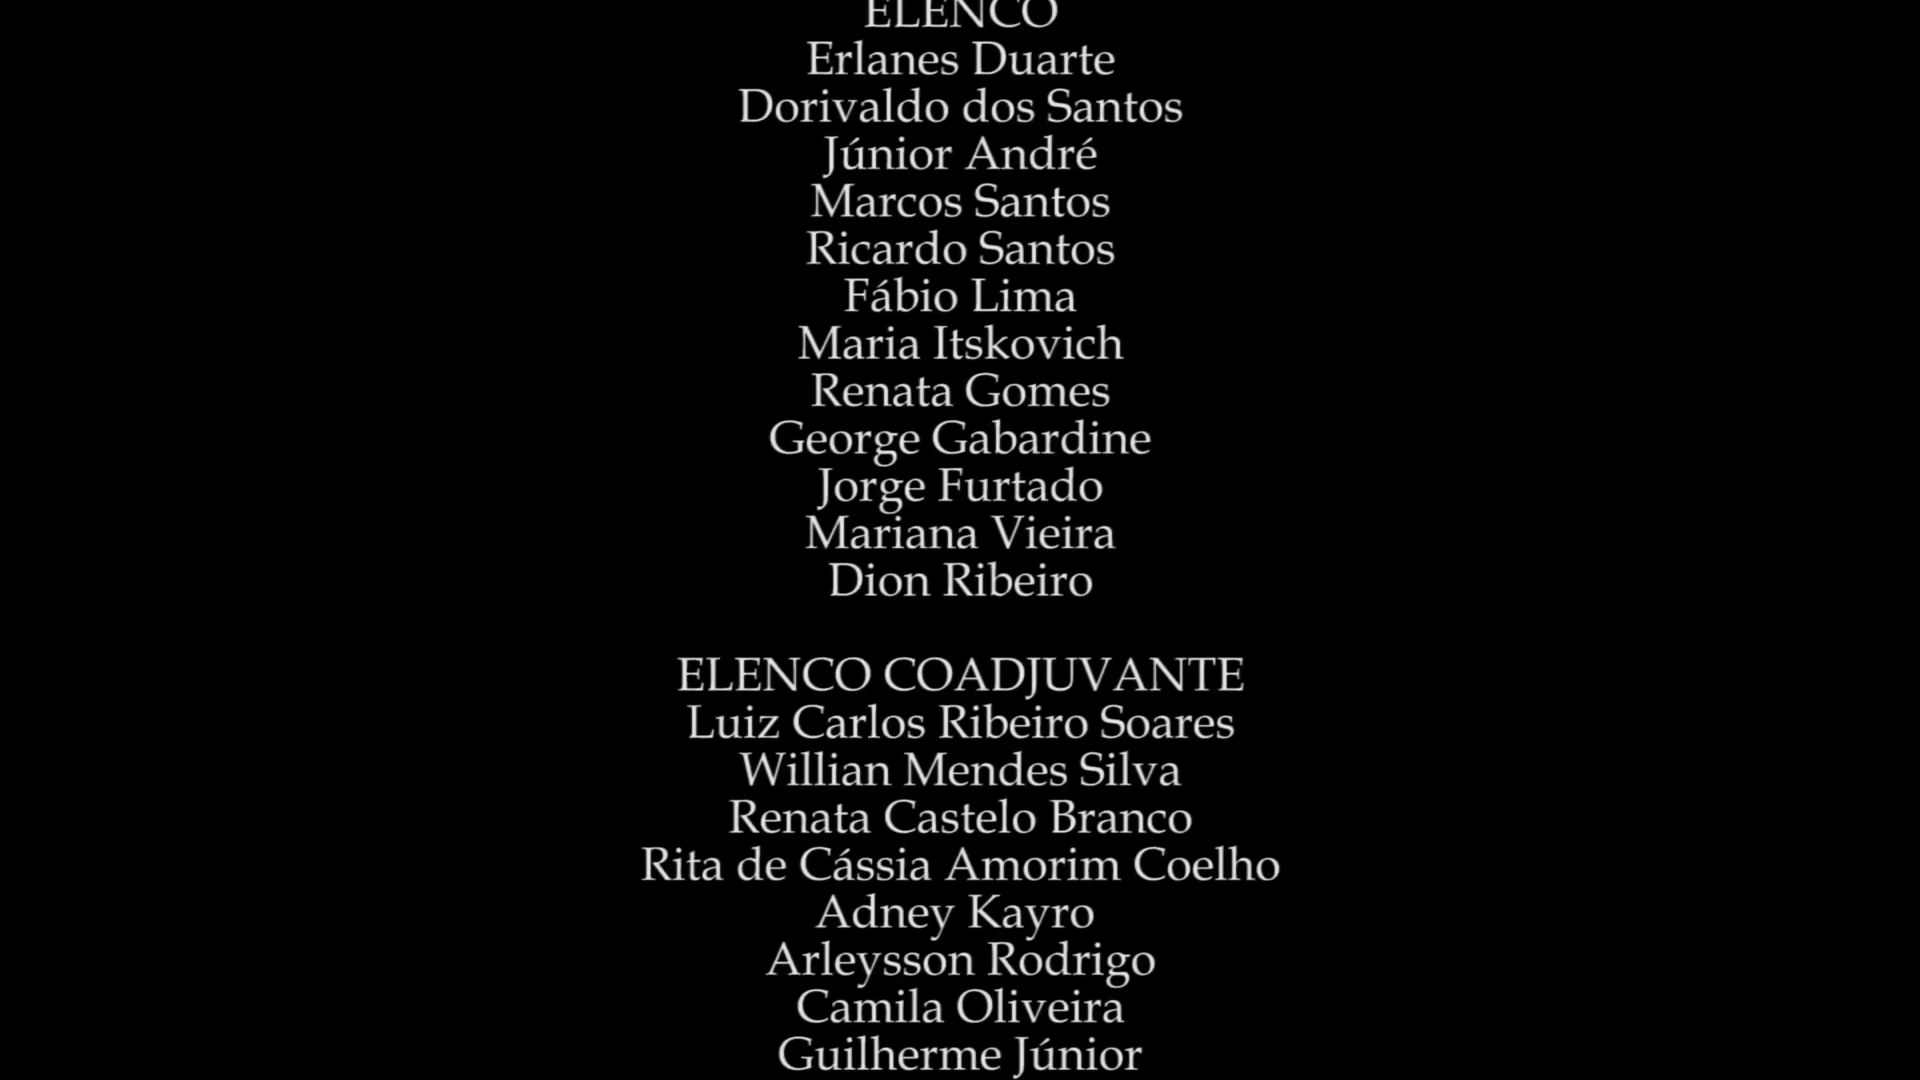 ELENCO
Erlanes Duarte
Dorivaldo dos Santos
Júnior André
Marcos Santos
Ricardo Santos
Fábio Lima
Maria Itskovich
Renata Gomes
George Gabardine
Jorge Furtado
Mariana Vieira
Dion Ribeiro
ELENCO COADJUVANTE
Luiz Carlos Ribeiro Soares
Willian Mendes Silva
Renata Castelo Branco
Rita de Cássia Amorim Coelho
Adney Kayro
Arleysson Rodrigo
Camila Oliveira
Guilherme Júnior